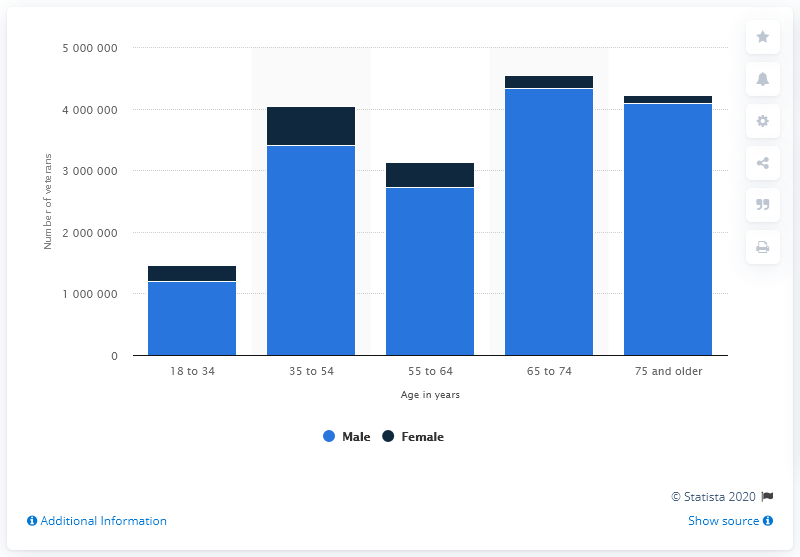 5 000 000
4 000 000
3 000 000
2 000 000
1 000 000
0
Number of veterans
18 to 34 35 to 54 55 to 64 65 to 74 75 and older
Age in years
Male Female
© Statista 2020
Additional Information Show source